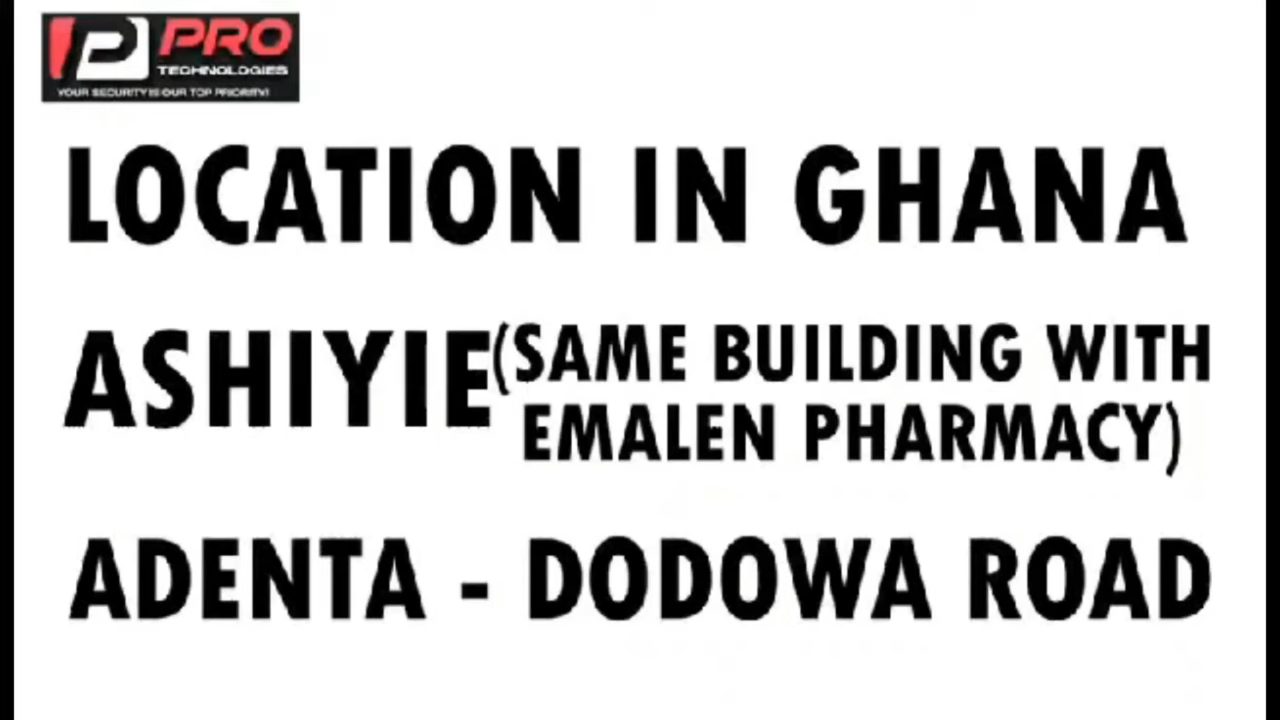 PRO
TECHNOLOGIES
YOUR SECURITY IS OUR TOP PRIORITY!
LOCATION IN GHANA
ASHIYIE (SAME BUILDING WITH
EMALEN PHARMACY)
ADENTA - DODOWA ROAD